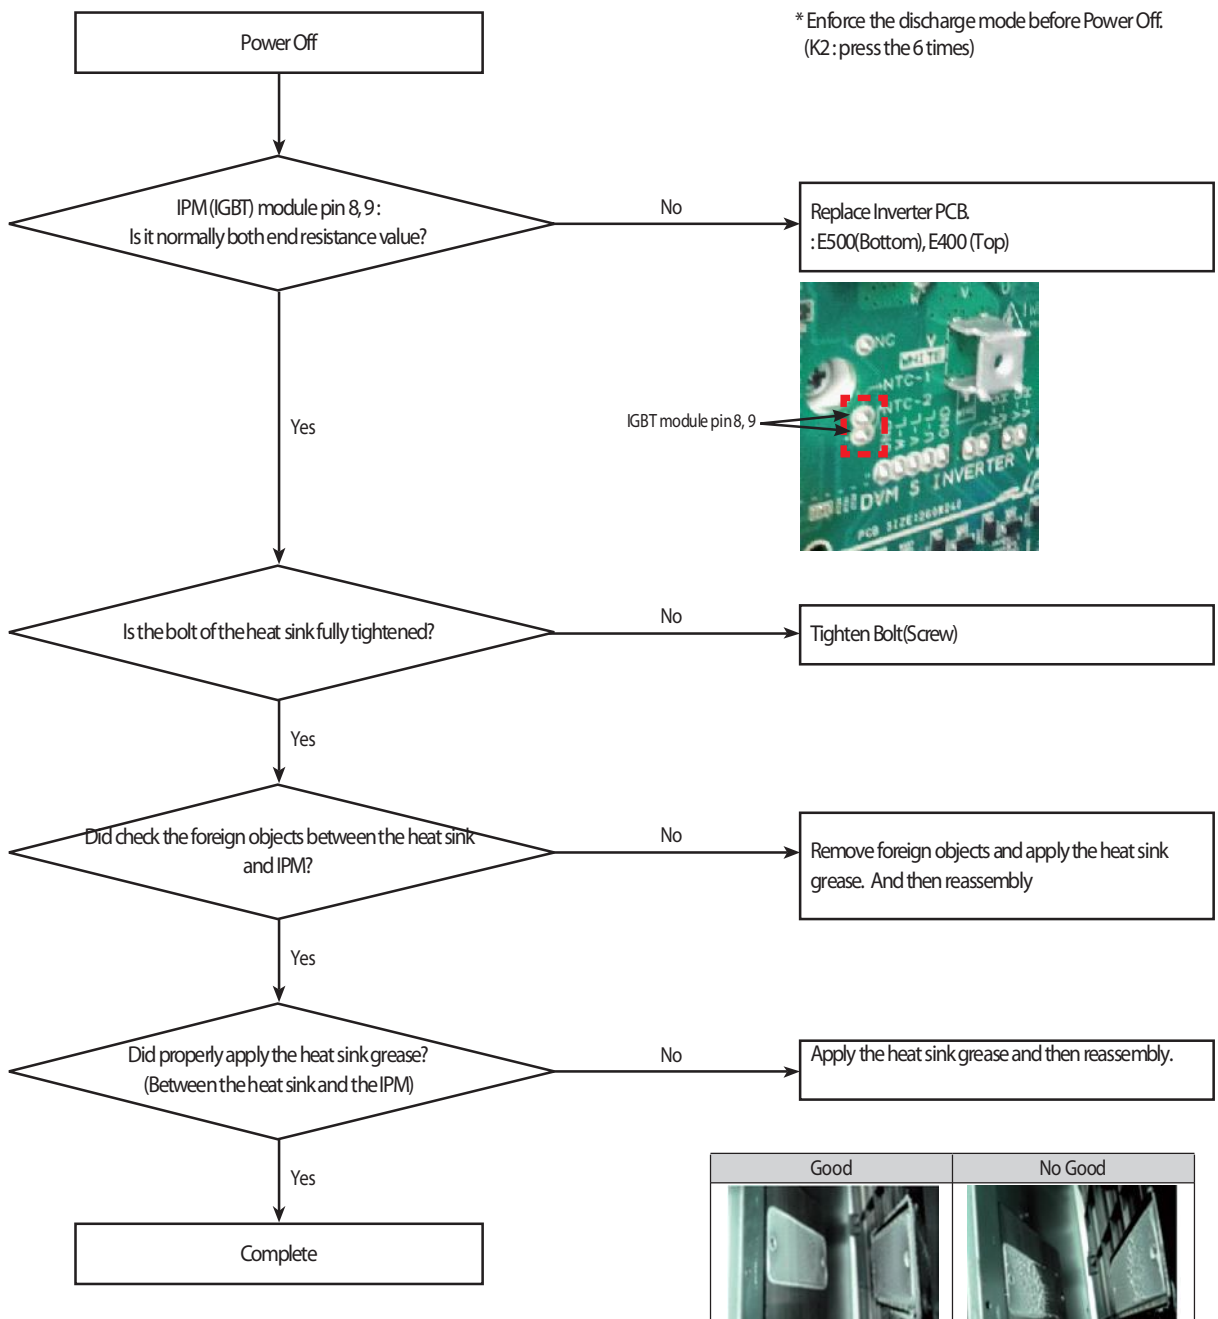 Power Off
* Enforce the discharge mode before Power Off.
(K2 : press the 6 times)
IPM (IGBT) module pin 8, 9 :
Is it normally both end resistance value?
No
Replace Inverter PCB.
: E500(Bottom), E400 (Top)
NC
V
WHITE
NTC-1
NTC-2
W-L
V-L
U-L
GND
DVM S INVERTER
IGBT module pin 8, 9
Yes
Is the bolt of the heat sink fully tightened?
No
Tighten Bolt(Screw)
Yes
Did check the foreign objects between the heat sink
and IPM?
No
Remove foreign objects and apply the heat sink
grease. And then reassembly
Yes
Did properly apply the heat sink grease?
(Between the heat sink and the IPM)
No
Apply the heat sink grease and then reassembly.
Yes
Complete
Good
No Good